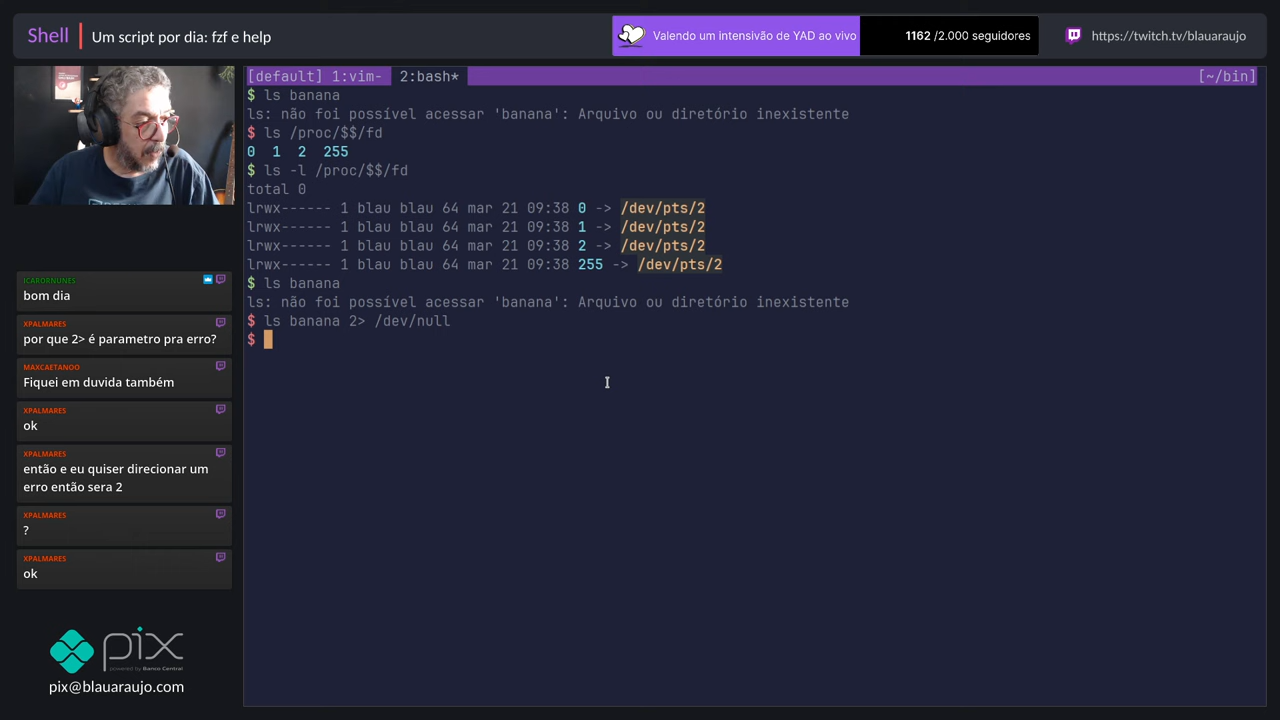 Shell
Um script por dia: fzf e help
Valendo um intensivão de YAD ao vivo
1162 /2.000 seguidores
https://twitch.tv/blauaraujo
[default] 1:vim- 2:bash* [~/bin]
$ ls banana
ls: não foi possível acessar 'banana': Arquivo ou diretório inexistente
$ ls /proc/$$/fd
0 1 2 255
$ ls -l /proc/$$/fd
total 0
lrwx------ 1 blau blau 64 mar 21 09:38 0 -> /dev/pts/2
lrwx------ 1 blau blau 64 mar 21 09:38 1 -> /dev/pts/2
lrwx------ 1 blau blau 64 mar 21 09:38 2 -> /dev/pts/2
lrwx------ 1 blau blau 64 mar 21 09:38 255 -> /dev/pts/2
$ ls banana
ls: não foi possível acessar 'banana': Arquivo ou diretório inexistente
$ ls banana 2> /dev/null
$
ICARORNUNES
bom dia
XPALMARES
por que 2> é parametro pra erro?
MAXCAETANOO
Fiquei em duvida também
XPALMARES
ok
XPALMARES
então e eu quiser direcionar um
erro então sera 2
XPALMARES
?
XPALMARES
ok
pix
powered by Banco Central
pix@blauaraujo.com